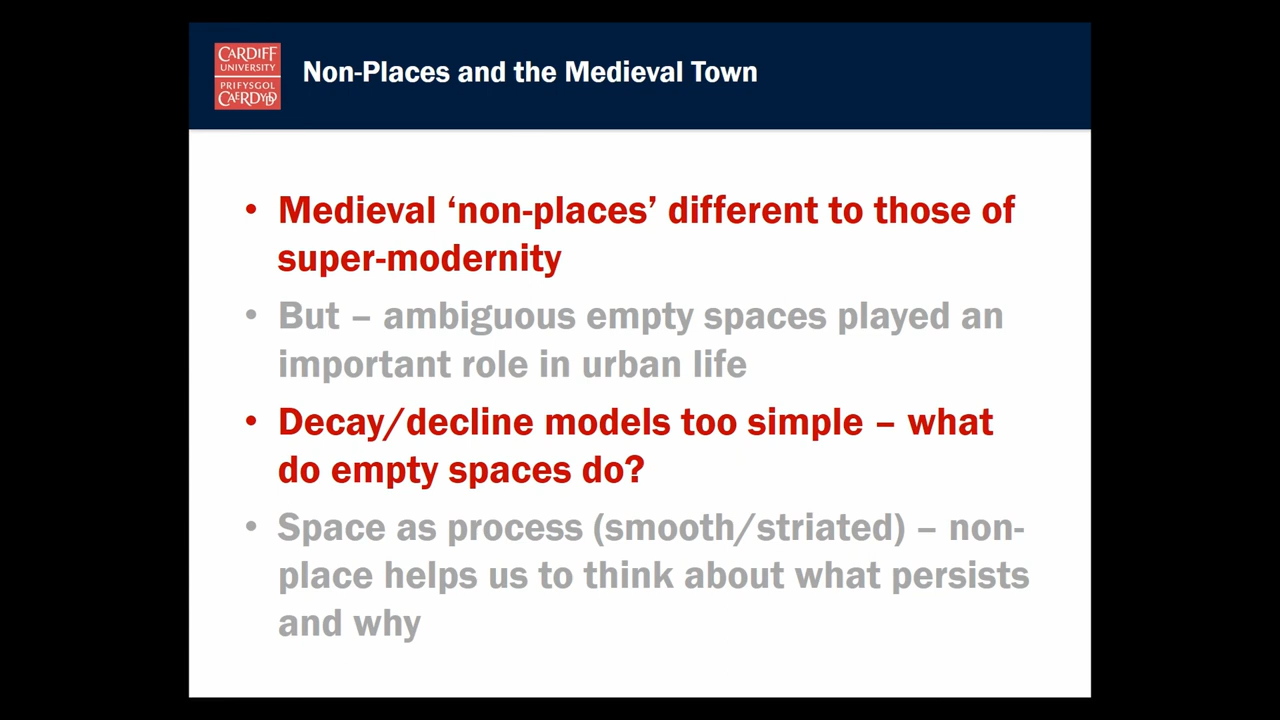 CARDIFF
UNIVERSITY
PRIFYSGOL
CAERDYDD
Non-Places and the Medieval Town
• Medieval ‘non-places’ different to those of
super-modernity
• But – ambiguous empty spaces played an
important role in urban life
• Decay/decline models too simple – what
do empty spaces do?
• Space as process (smooth/striated) – non-
place helps us to think about what persists
and why